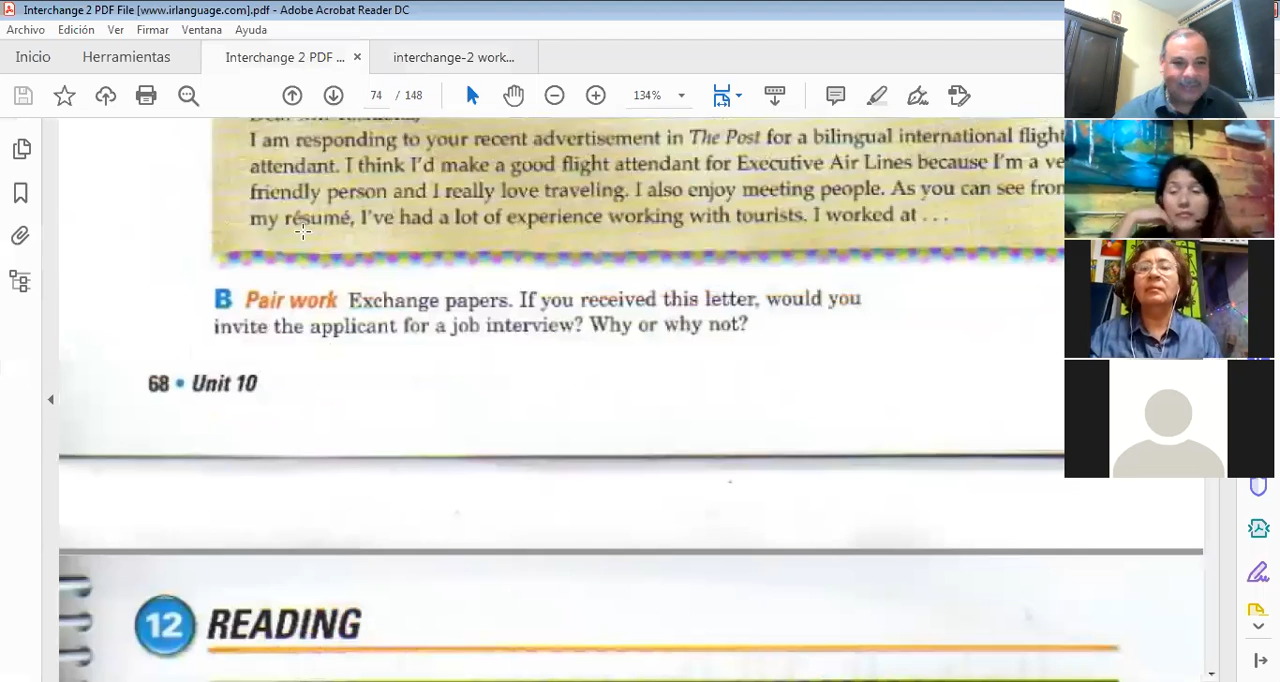 Interchange 2 PDF File [www.irlanguage.com].pdf - Adobe Acrobat Reader DC
Archivo Edición Ver Firmar Ventana Ayuda
Inicio Herramientas Interchange 2 PDF ... × interchange-2 work...
74 / 148 134%
I am responding to your recent advertisement in The Post for a bilingual international flight
attendant. I think I'd make a good flight attendant for Executive Air Lines because I'm a ve
friendly person and I really love traveling. I also enjoy meeting people. As you can see from
my résumé, I've had a lot of experience working with tourists. I worked at . . .
B Pair work Exchange papers. If you received this letter, would you
invite the applicant for a job interview? Why or why not?
68 • Unit 10
12 READING